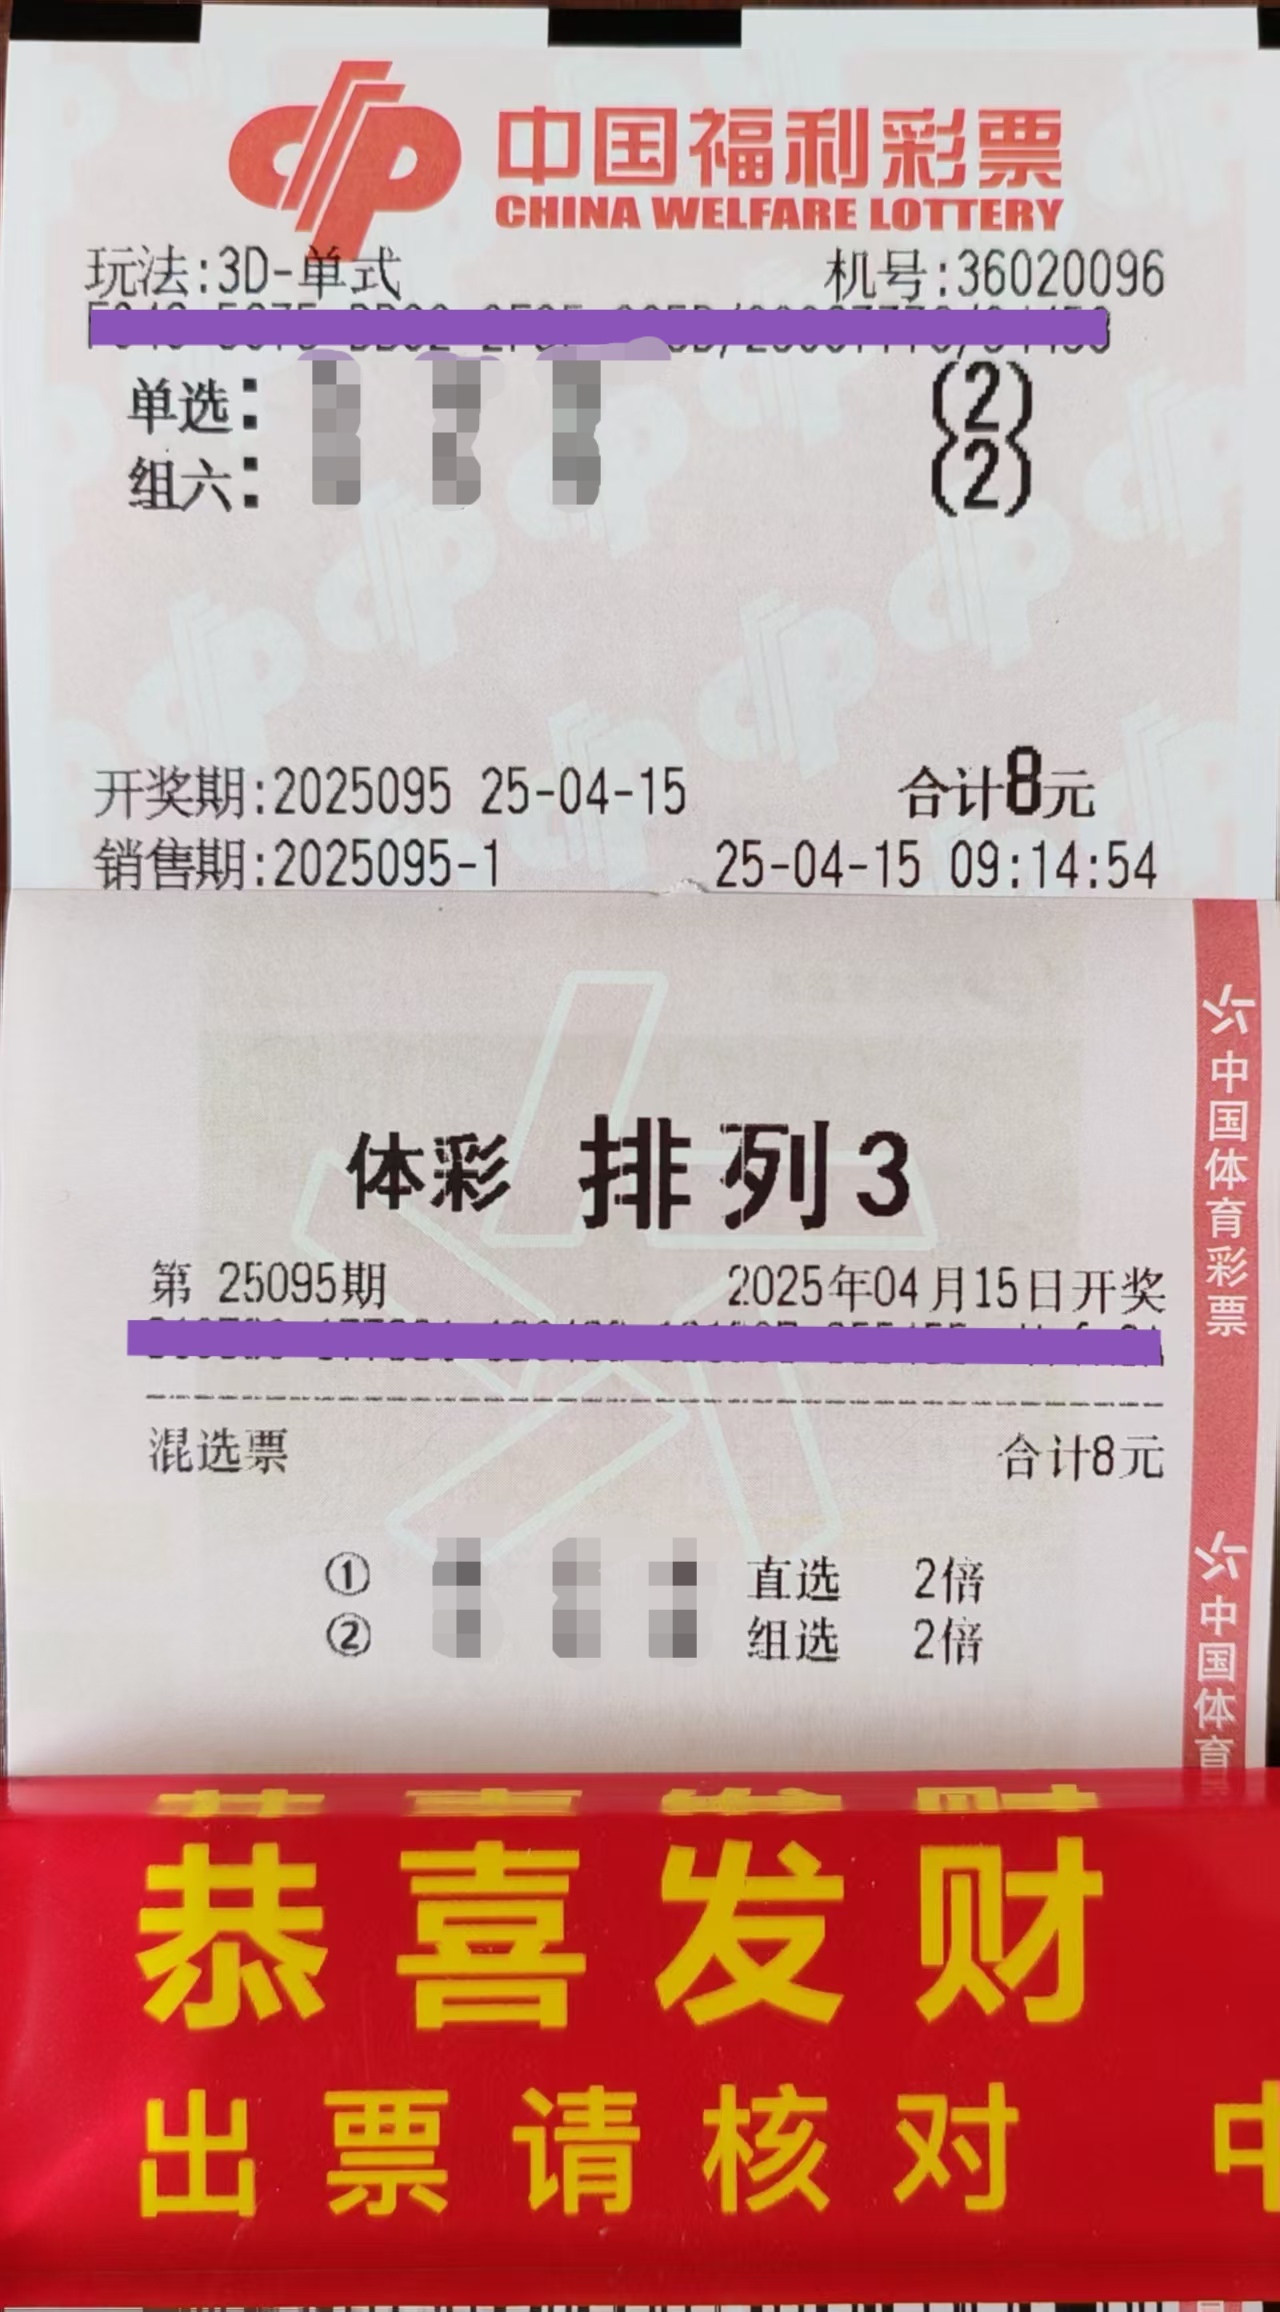 中国福利彩票
CHINA WELFARE LOTTERY
玩法:3D-单式 机号:36020096
单选: (2)
组六: (2)
开奖期:2025095 25-04-15 合计8元
销售期:2025095-1 25-04-15 09:14:54
体彩 排列3
第 25095期 2025年04月15日开奖
混选票 合计8元
① 直选 2倍
② 组选 2倍
中国体育彩票
中国体育
恭喜发财
出票请核对 中